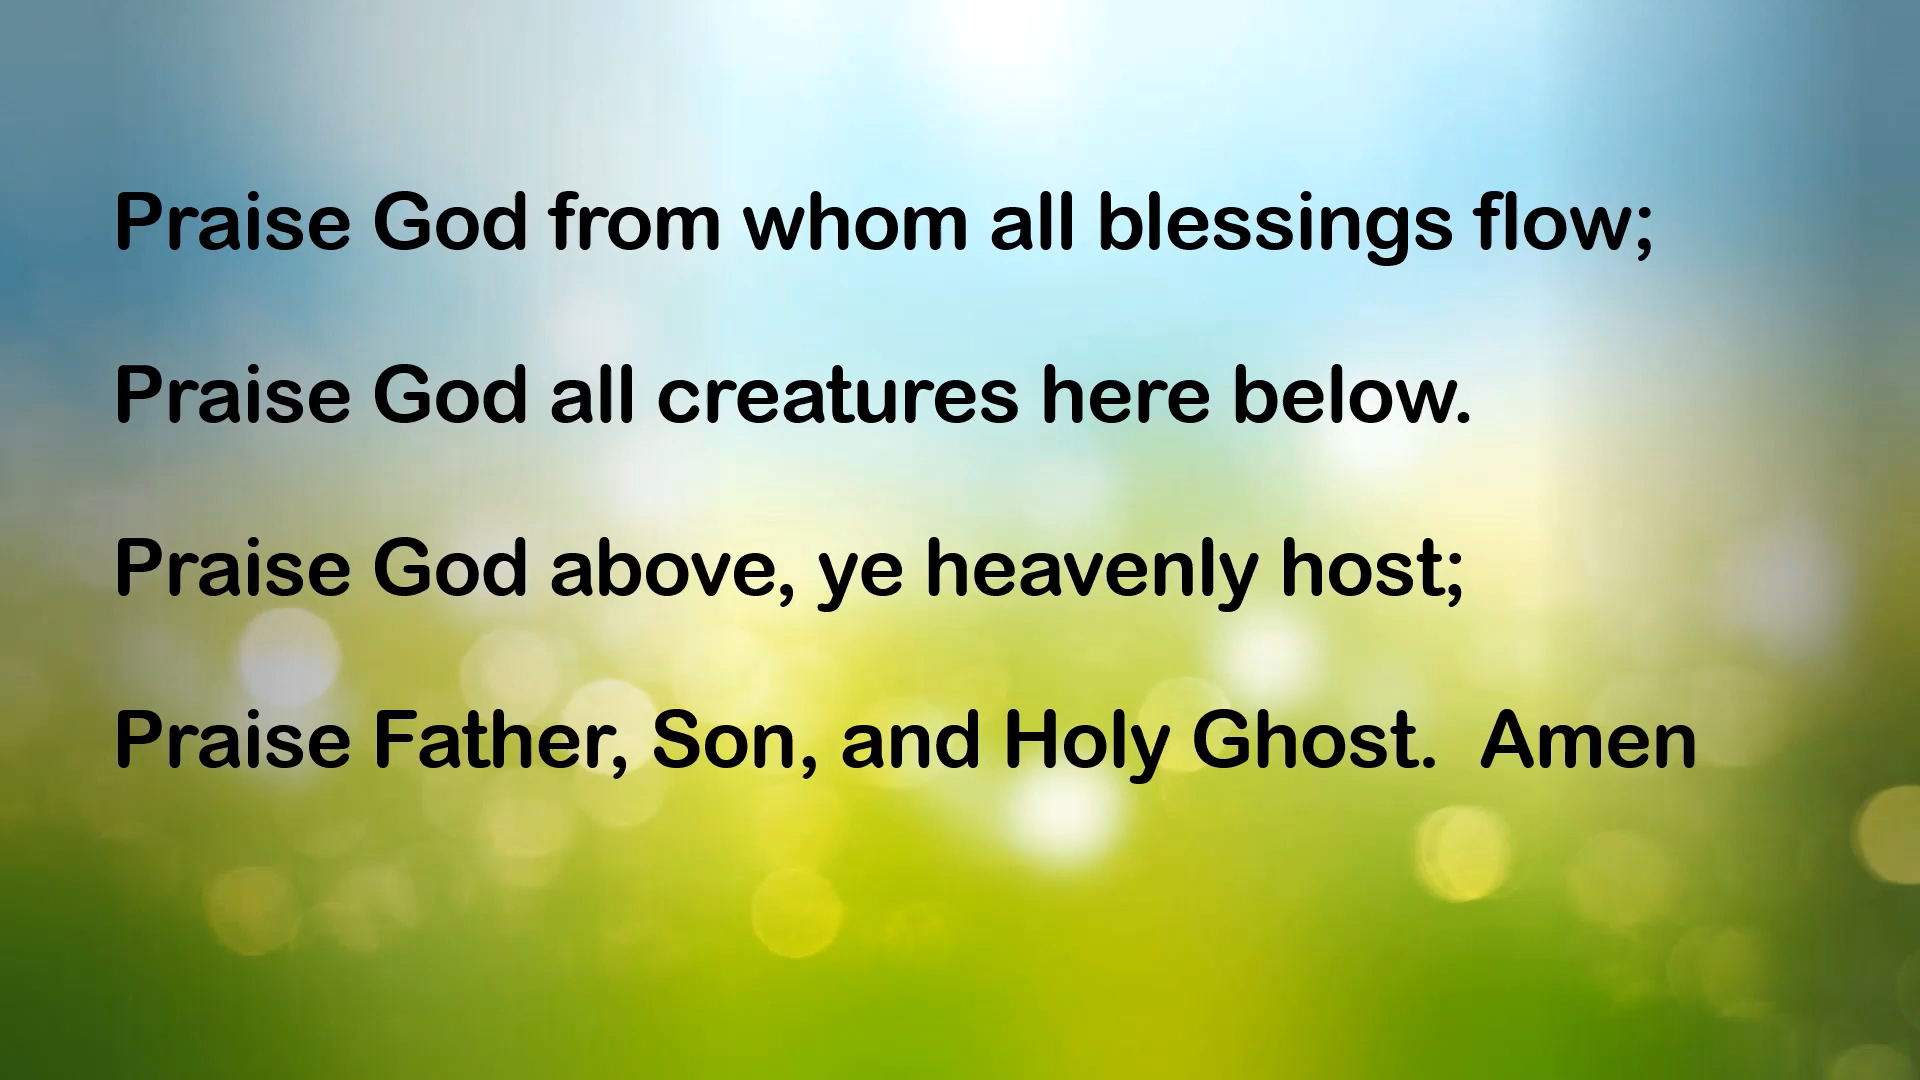 Praise God from whom all blessings flow;
Praise God all creatures here below.
Praise God above, ye heavenly host;
Praise Father, Son, and Holy Ghost.  Amen